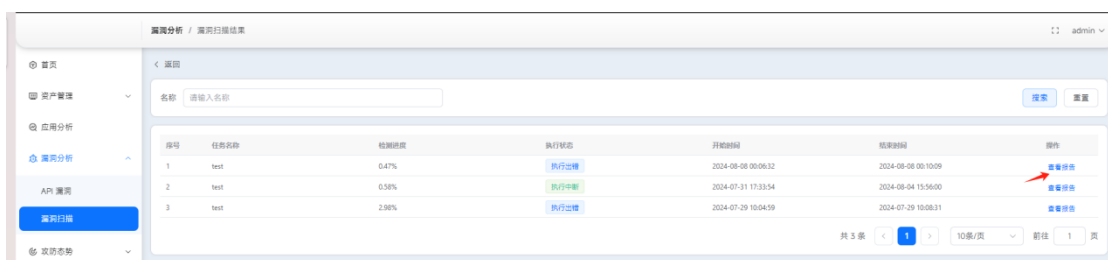 漏洞分析 / 漏洞扫描结果
admin
首页
< 返回
资产管理
名称 请输入名称 搜索 重置
应用分析
序号 任务名称 检测进度 执行状态 开始时间 结束时间 操作
漏洞分析
1 test 0.47% 执行出错 2024-08-08 00:06:32 2024-08-08 00:10:09 查看报告
API 漏洞
2 test 0.58% 执行中断 2024-07-31 17:33:54 2024-08-04 15:56:00 查看报告
漏洞扫描
3 test 2.98% 执行出错 2024-07-29 10:04:59 2024-07-29 10:08:31 查看报告
共 3 条 < 1 > 10条/页 前往 1 页
攻防态势